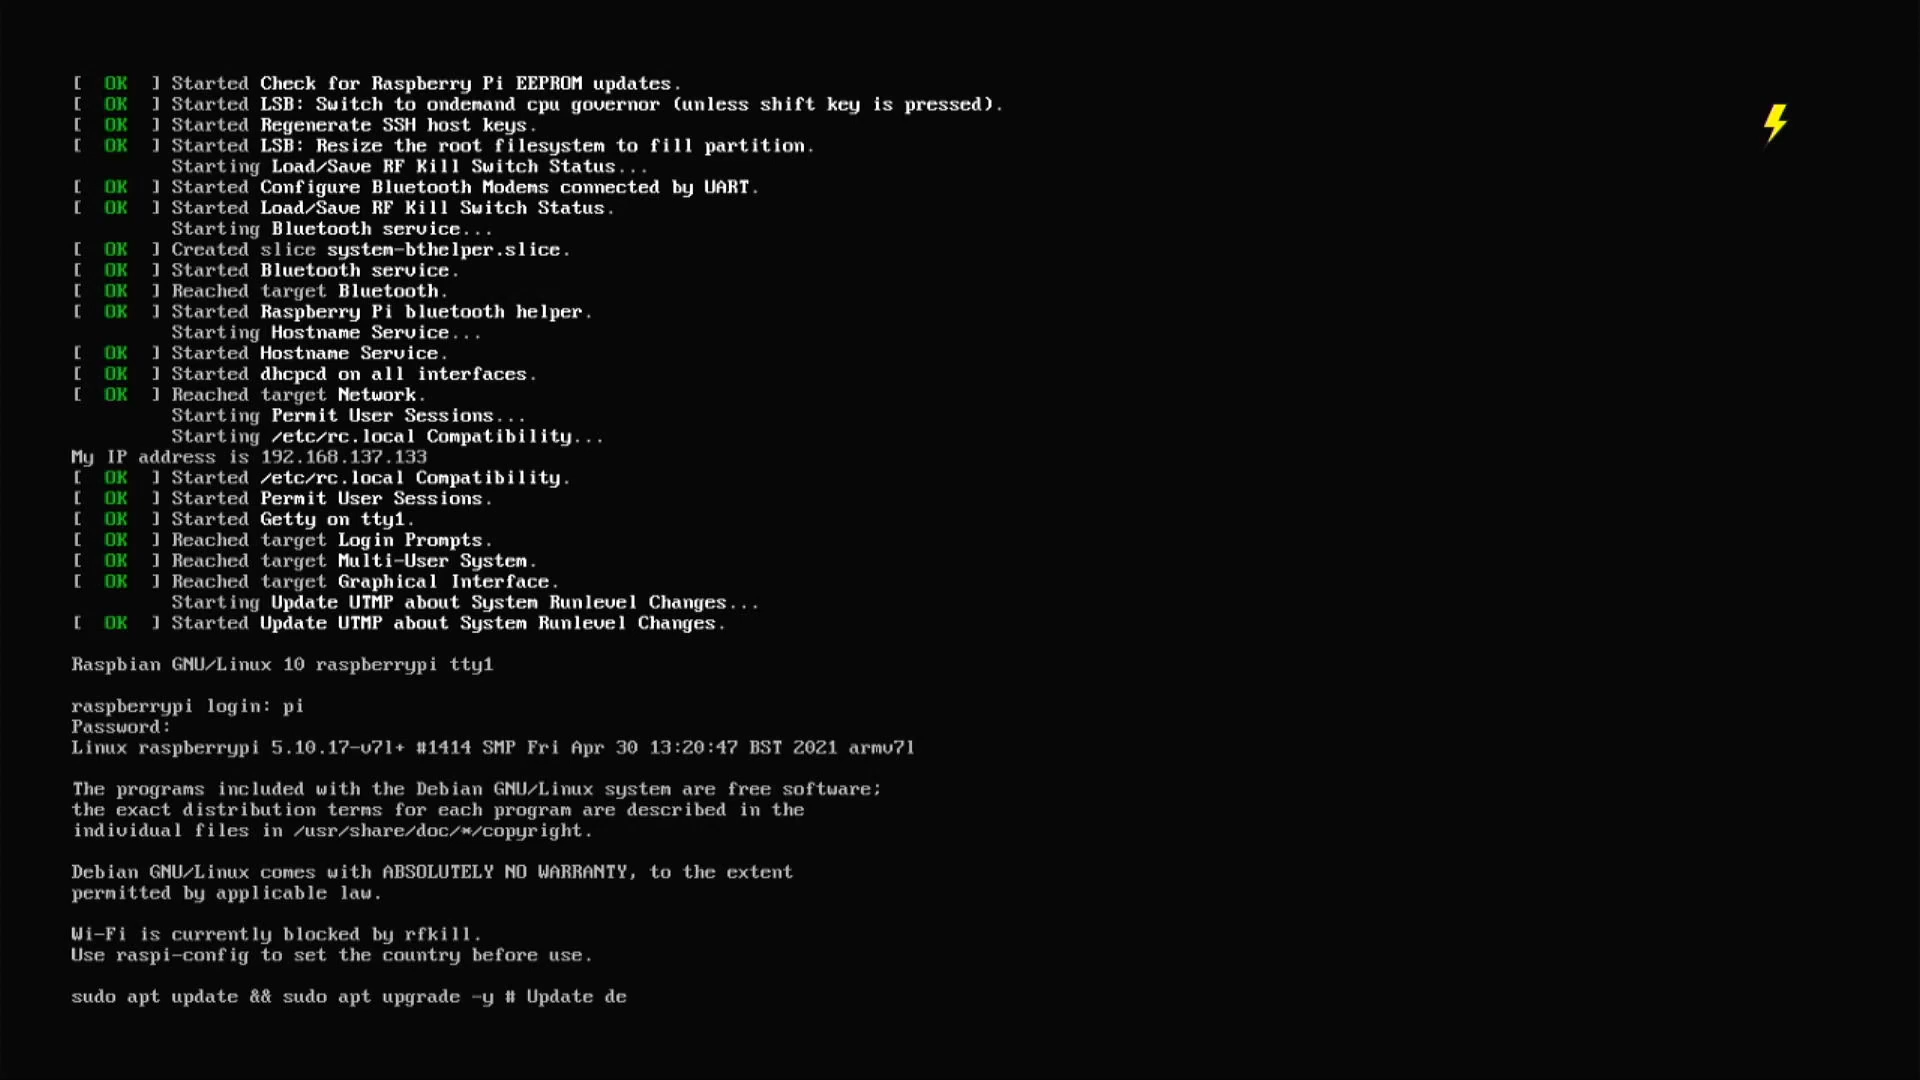 [  OK  ] Started Check for Raspberry Pi EEPROM updates.
[  OK  ] Started LSB: Switch to ondemand cpu governor (unless shift key is pressed).
[  OK  ] Started Regenerate SSH host keys.
[  OK  ] Started LSB: Resize the root filesystem to fill partition.
         Starting Load/Save RF Kill Switch Status...
[  OK  ] Started Configure Bluetooth Modems connected by UART.
[  OK  ] Started Load/Save RF Kill Switch Status.
         Starting Bluetooth service...
[  OK  ] Created slice system-bthelper.slice.
[  OK  ] Started Bluetooth service.
[  OK  ] Reached target Bluetooth.
[  OK  ] Started Raspberry Pi bluetooth helper.
         Starting Hostname Service...
[  OK  ] Started Hostname Service.
[  OK  ] Started dhcpcd on all interfaces.
[  OK  ] Reached target Network.
         Starting Permit User Sessions...
         Starting /etc/rc.local Compatibility...
My IP address is 192.168.137.133
[  OK  ] Started /etc/rc.local Compatibility.
[  OK  ] Started Permit User Sessions.
[  OK  ] Started Getty on tty1.
[  OK  ] Reached target Login Prompts.
[  OK  ] Reached target Multi-User System.
[  OK  ] Reached target Graphical Interface.
         Starting Update UTMP about System Runlevel Changes...
[  OK  ] Started Update UTMP about System Runlevel Changes.
Raspbian GNU/Linux 10 raspberrypi tty1
raspberrypi login: pi
Password:
Linux raspberrypi 5.10.17-v7l+ #1414 SMP Fri Apr 30 13:20:47 BST 2021 armv7l
The programs included with the Debian GNU/Linux system are free software;
the exact distribution terms for each program are described in the
individual files in /usr/share/doc/*/copyright.
Debian GNU/Linux comes with ABSOLUTELY NO WARRANTY, to the extent
permitted by applicable law.
Wi-Fi is currently blocked by rfkill.
Use raspi-config to set the country before use.
sudo apt update && sudo apt upgrade -y # Update de